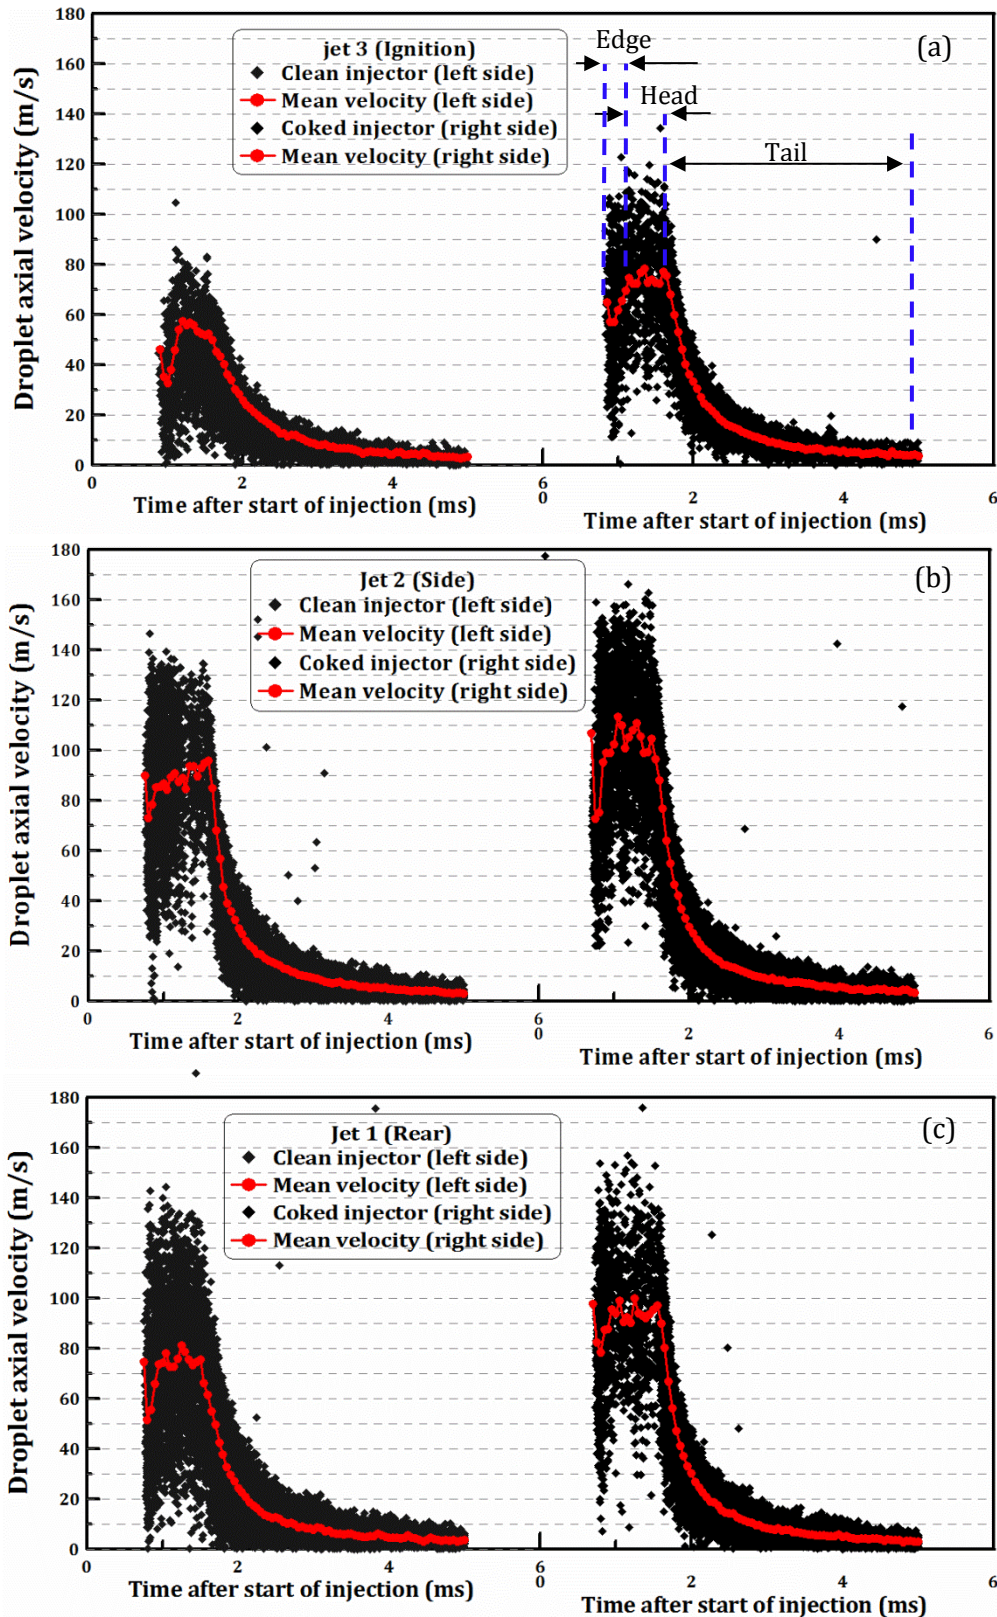 180
160
140
120
100
80
60
40
20
0
Droplet axial velocity (m/s)
jet 3 (Ignition)
Clean injector (left side)
Mean velocity (left side)
Coked injector (right side)
Mean velocity (right side)
Edge
Head
Tail
(a)
0 2 4 6
0 2 4 6
Time after start of injection (ms)
Time after start of injection (ms)
180
160
140
120
100
80
60
40
20
0
Droplet axial velocity (m/s)
Jet 2 (Side)
Clean injector (left side)
Mean velocity (left side)
Coked injector (right side)
Mean velocity (right side)
(b)
0 2 4 6
0 2 4 6
Time after start of injection (ms)
Time after start of injection (ms)
180
160
140
120
100
80
60
40
20
0
Droplet axial velocity (m/s)
Jet 1 (Rear)
Clean injector (left side)
Mean velocity (left side)
Coked injector (right side)
Mean velocity (right side)
(c)
0 2 4 6
0 2 4 6
Time after start of injection (ms)
Time after start of injection (ms)